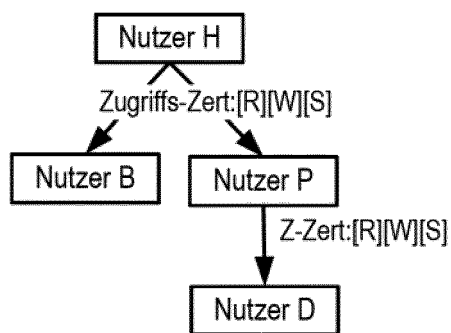 Nutzer H
Zugriffs-Zert:[R][W][S]
Nutzer B
Nutzer P
Z-Zert:[R][W][S]
Nutzer D